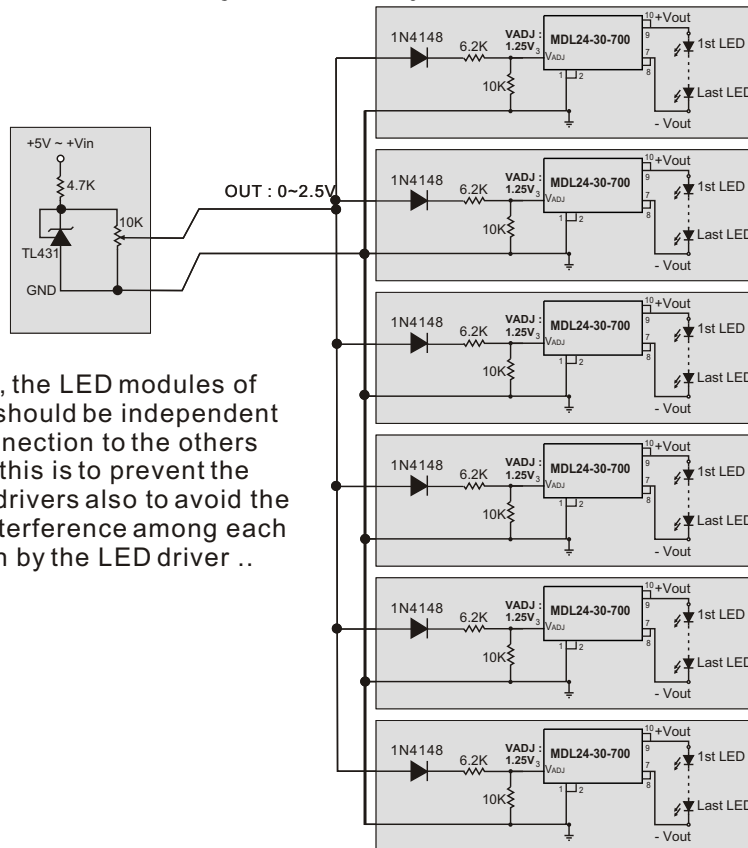 1N4148
6.2K
VADJ :
1.25V
3
VADJ
10K
MDL24-30-700
1
2
10
+Vout
9
7
8
1st LED
Last LED
- Vout
+5V ~ +Vin
4.7K
10K
TL431
GND
OUT : 0~2.5V
1N4148
6.2K
VADJ :
1.25V
3
VADJ
10K
MDL24-30-700
1
2
10
+Vout
9
7
8
1st LED
Last LED
- Vout
1N4148
6.2K
VADJ :
1.25V
3
VADJ
10K
MDL24-30-700
1
2
10
+Vout
9
7
8
1st LED
Last LED
- Vout
, the LED modules of
should be independent
nection to the others
this is to prevent the
drivers also to avoid the
terference among each
n by the LED driver ..
1N4148
6.2K
VADJ :
1.25V
3
VADJ
10K
MDL24-30-700
1
2
10
+Vout
9
7
8
1st LED
Last LED
- Vout
1N4148
6.2K
VADJ :
1.25V
3
VADJ
10K
MDL24-30-700
1
2
10
+Vout
9
7
8
1st LED
Last LED
- Vout
1N4148
6.2K
VADJ :
1.25V
3
VADJ
10K
MDL24-30-700
1
2
10
+Vout
9
7
8
1st LED
Last LED
- Vout